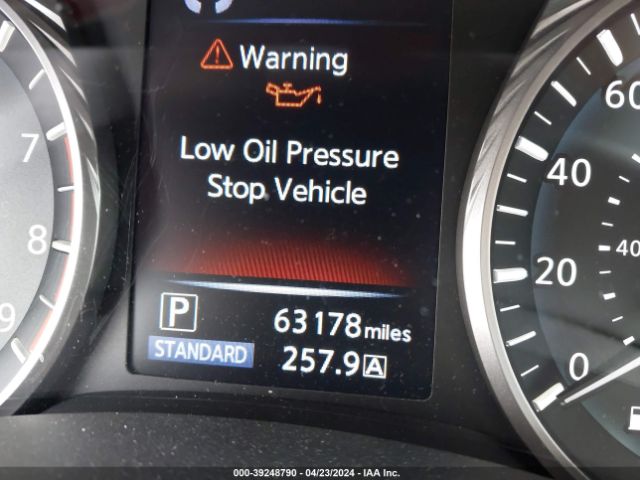 Warning
Low Oil Pressure
Stop Vehicle
P
63178 miles
STANDARD
257.9 A
7
8
9
60
40
40
20
0
000-39248790 - 04/23/2024 - IAA Inc.